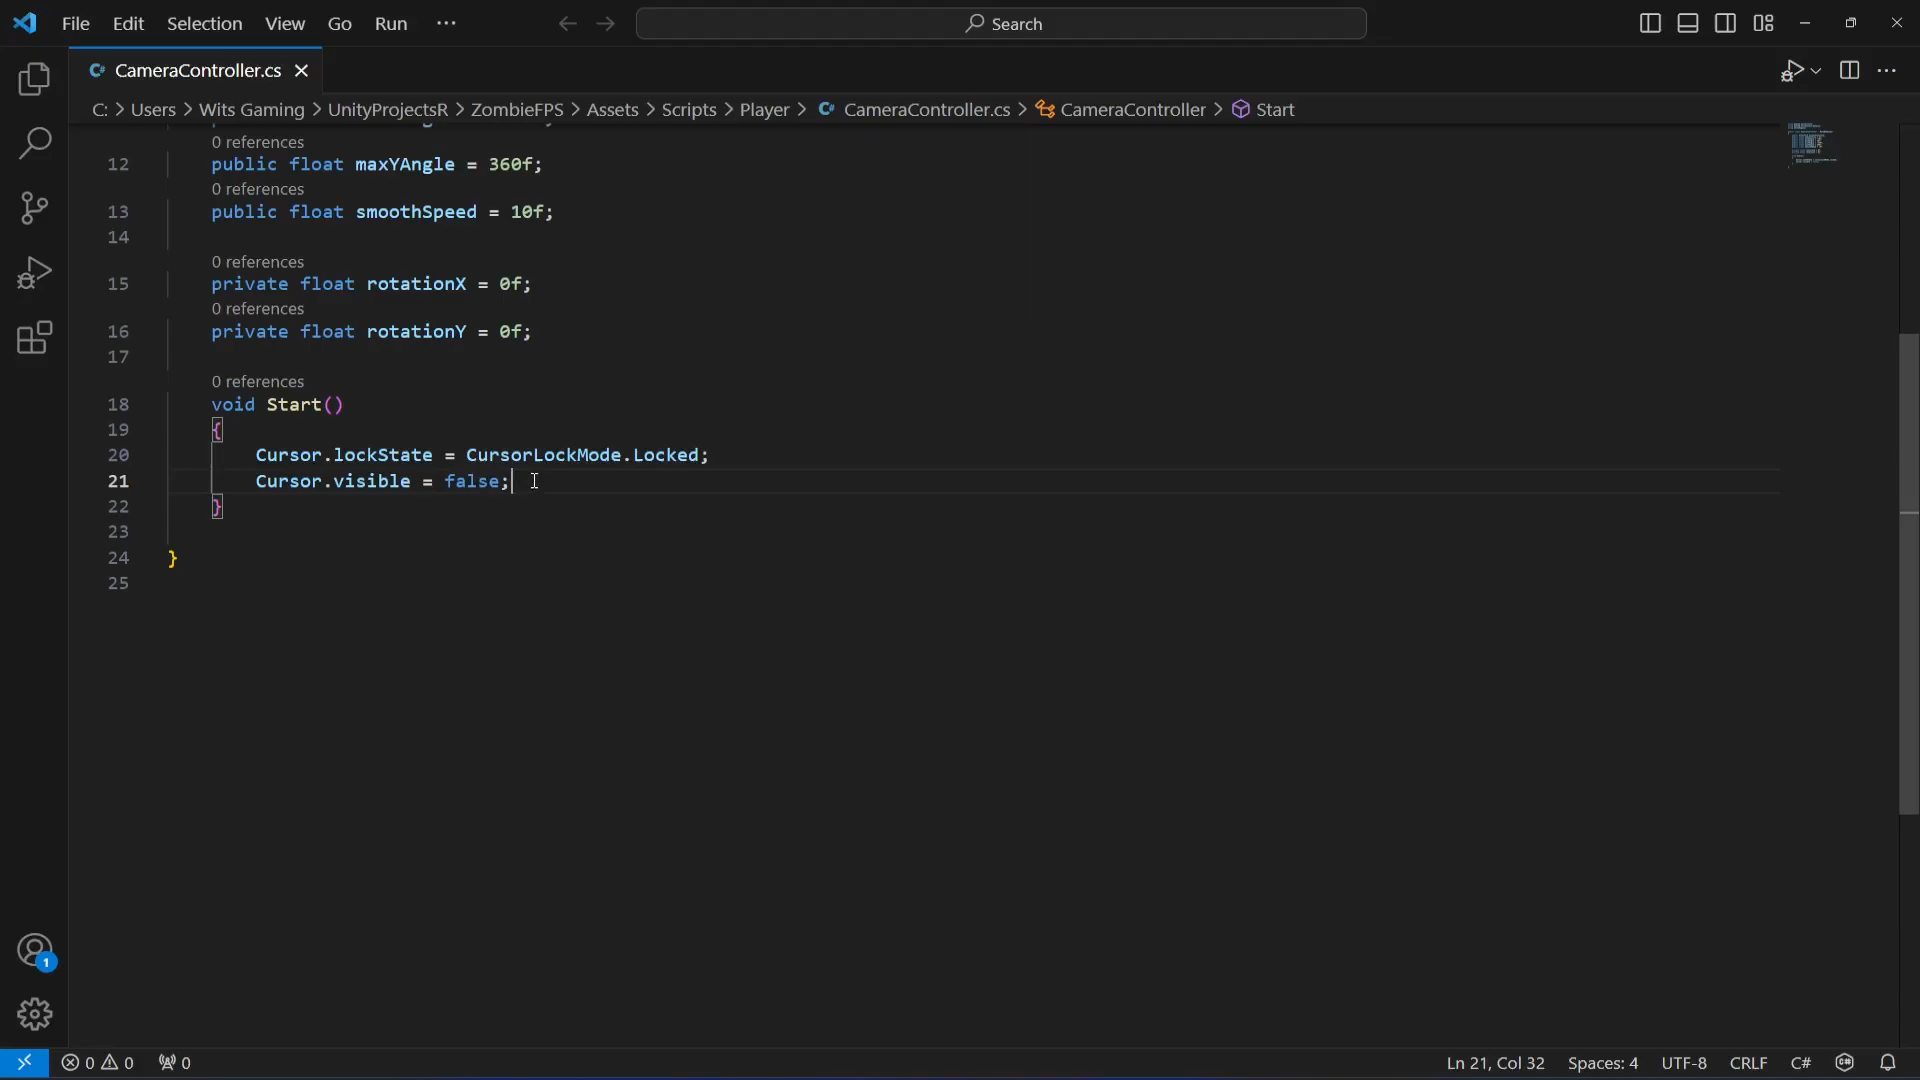 File Edit Selection View Go Run ···
Search
CameraController.cs
C: > Users > Wits Gaming > UnityProjectsR > ZombieFPS > Assets > Scripts > Player > CameraController.cs > CameraController > Start
0 references
12 public float maxYAngle = 360f;
0 references
13 public float smoothSpeed = 10f;
14
0 references
15 private float rotationX = 0f;
0 references
16 private float rotationY = 0f;
17
0 references
18 void Start()
19 {
20 Cursor.lockState = CursorLockMode.Locked;
21 Cursor.visible = false;
22 }
23
24 }
25
1
0 0 0
Ln 21, Col 32 Spaces: 4 UTF-8 CRLF C#